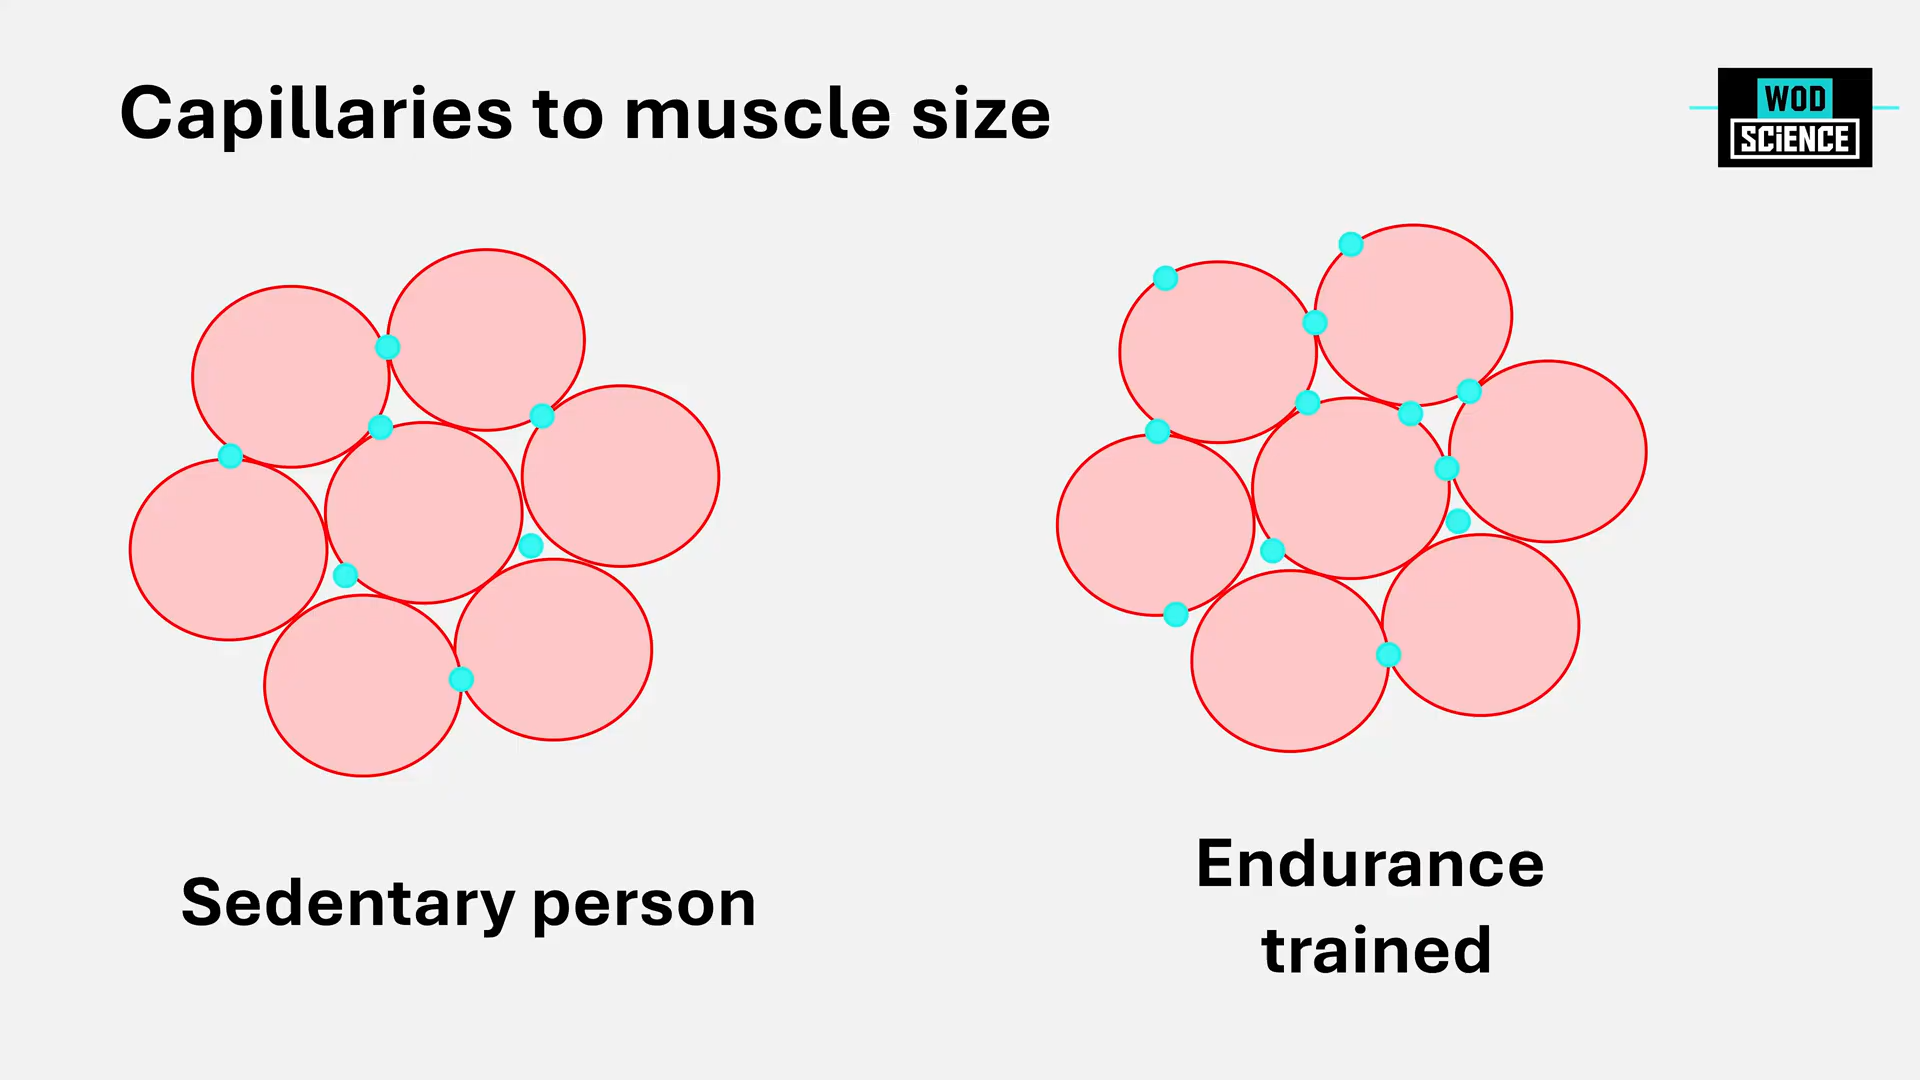 Capillaries to muscle size
WOD
SCiENCE
Sedentary person
Endurance
trained